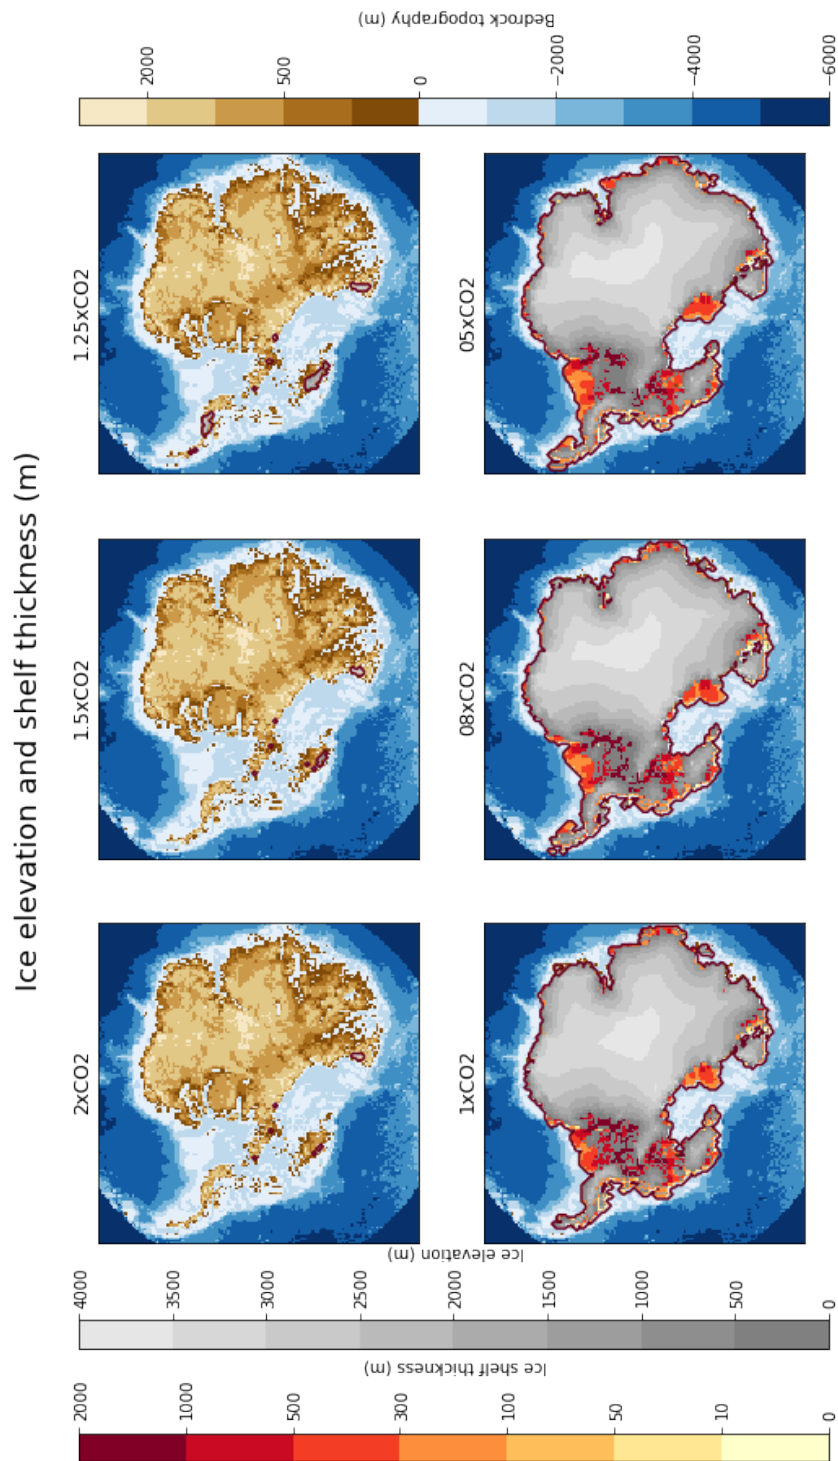 Ice elevation and shelf thickness (m)
2xCO2
1.5xCO2
1.25xCO2
1xCO2
08xCO2
05xCO2
2000
1000
500
300
100
50
10
0
Ice shelf thickness (m)
4000
3500
3000
2500
2000
1500
1000
500
0
Ice elevation (m)
2000
500
0
−2000
−4000
−6000
Bedrock topography (m)